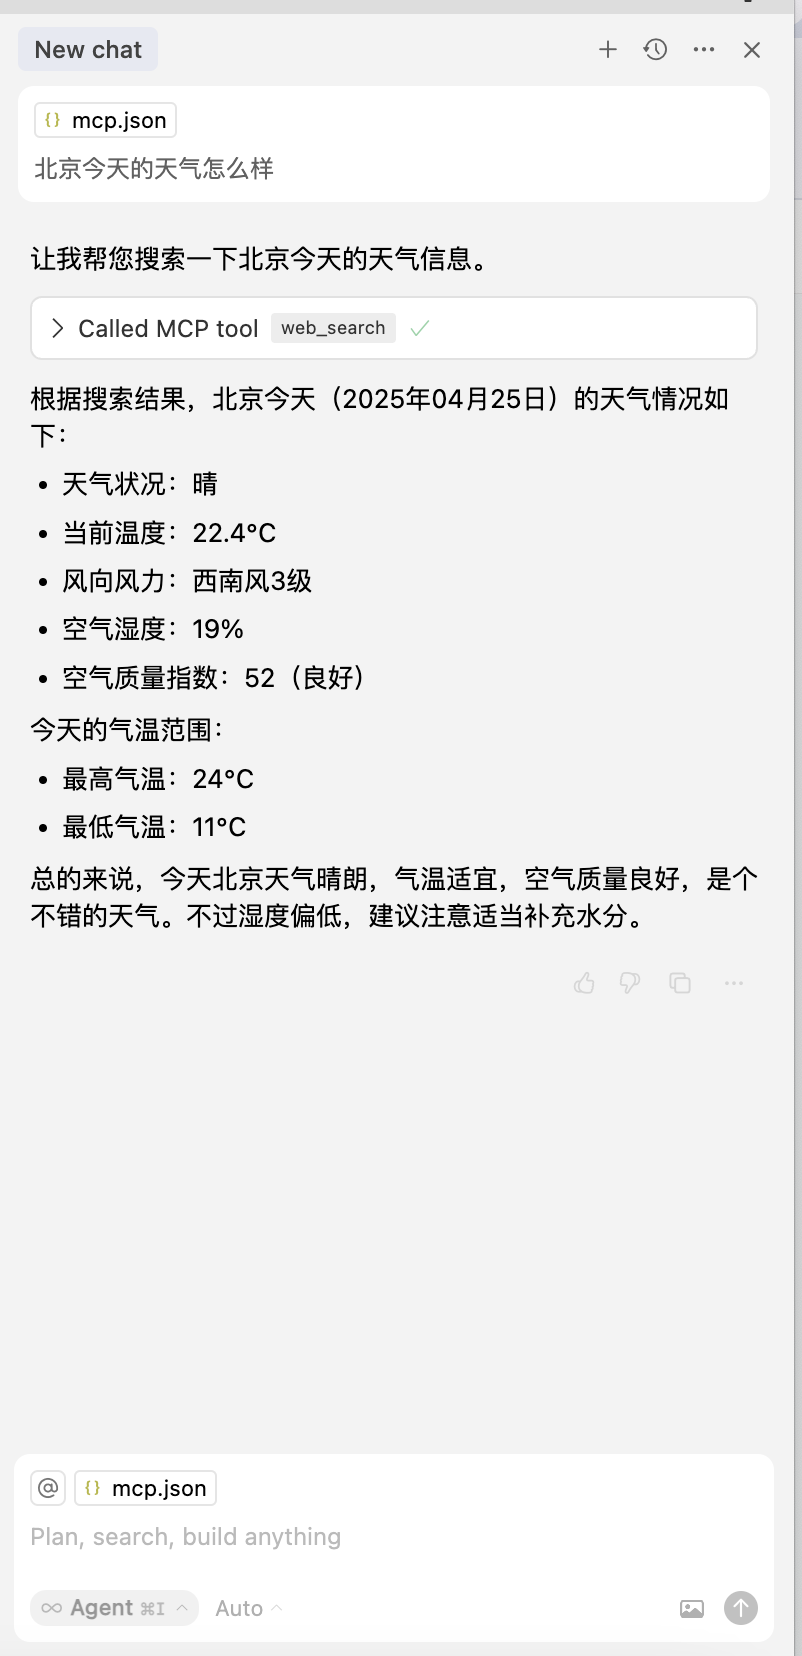 New chat
{} mcp.json
北京今天的天气怎么样
让我帮您搜索一下北京今天的天气信息。
Called MCP tool web_search
根据搜索结果，北京今天（2025年04月25日）的天气情况如
下：
• 天气状况：晴
• 当前温度：22.4°C
• 风向风力：西南风3级
• 空气湿度：19%
• 空气质量指数：52（良好）
今天的气温范围：
• 最高气温：24°C
• 最低气温：11°C
总的来说，今天北京天气晴朗，气温适宜，空气质量良好，是个
不错的天气。不过湿度偏低，建议注意适当补充水分。
@ {} mcp.json
Plan, search, build anything
∞ Agent ⌘I Auto